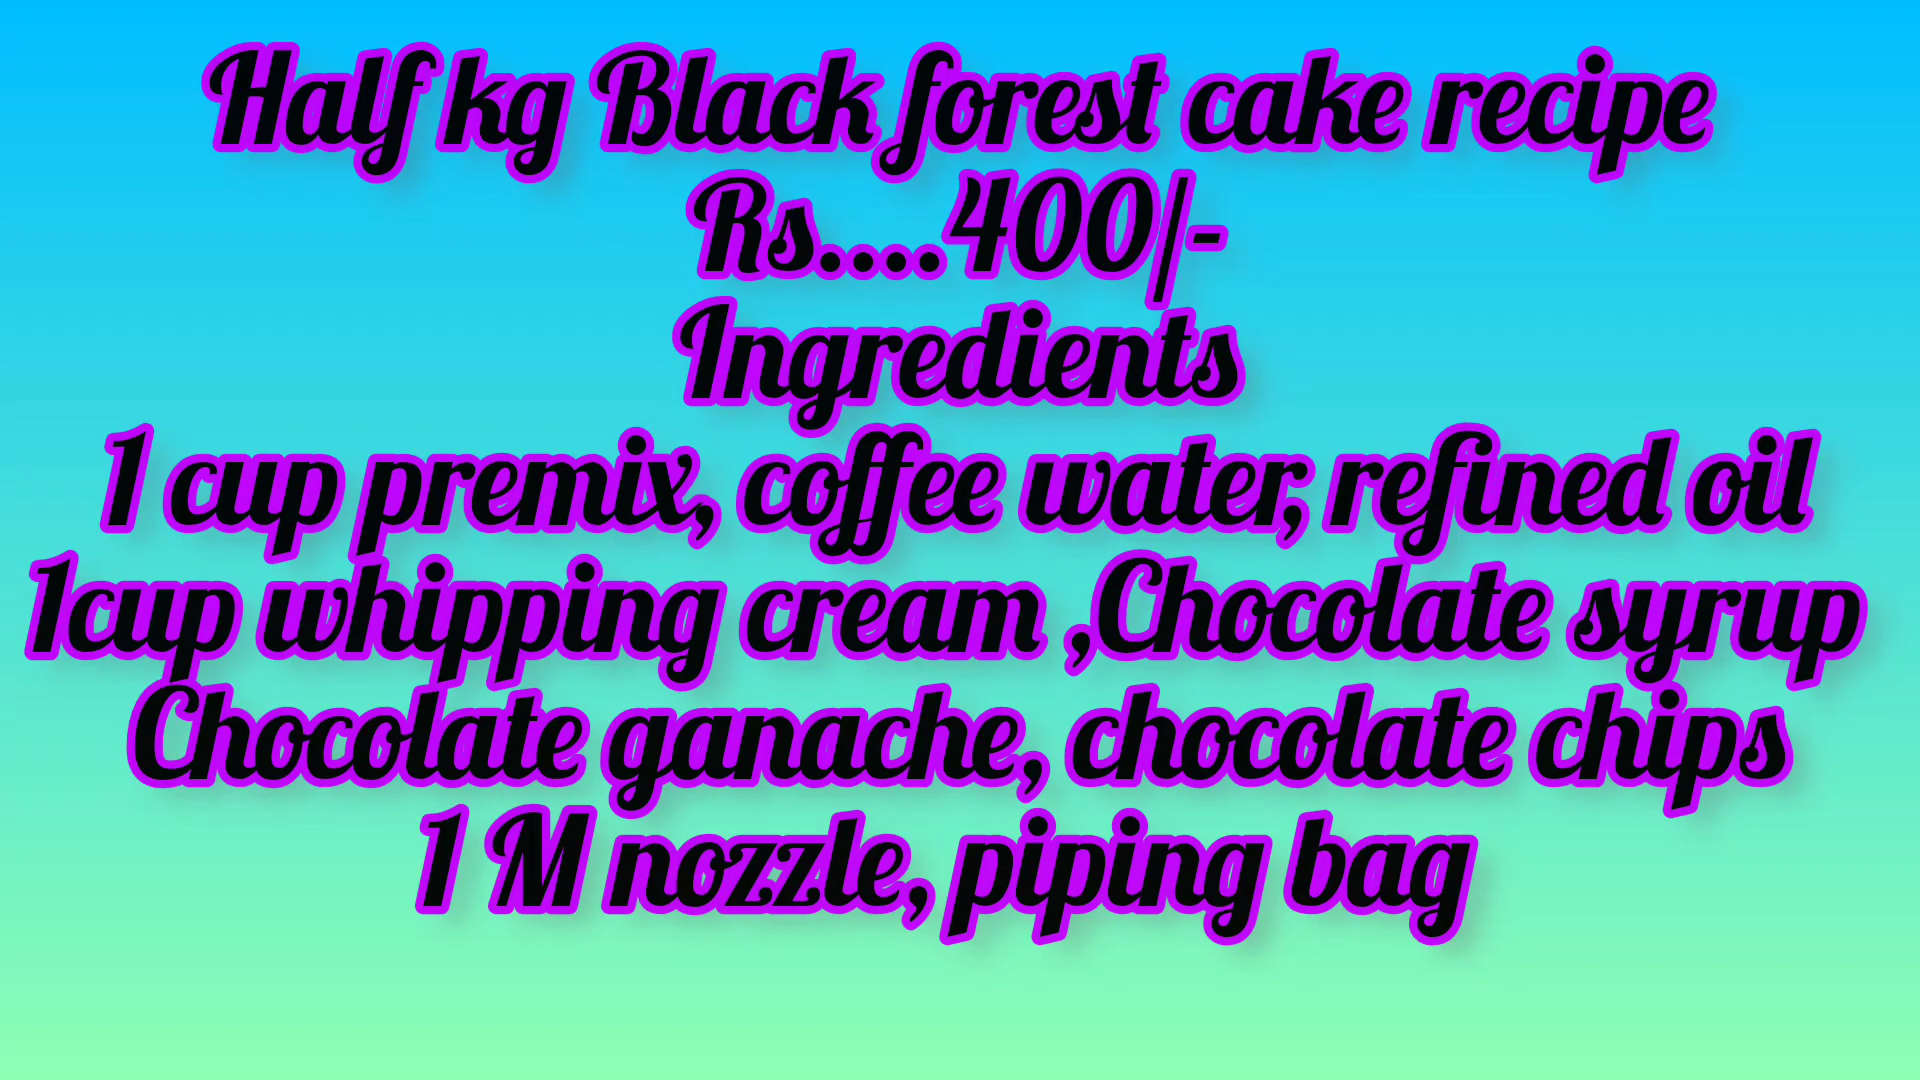 Half kg Black forest cake recipe
Rs....400/-
Ingredients
1 cup premix, coffee water, refined oil
1cup whipping cream ,Chocolate syrup
Chocolate ganache, chocolate chips
1 M nozzle, piping bag